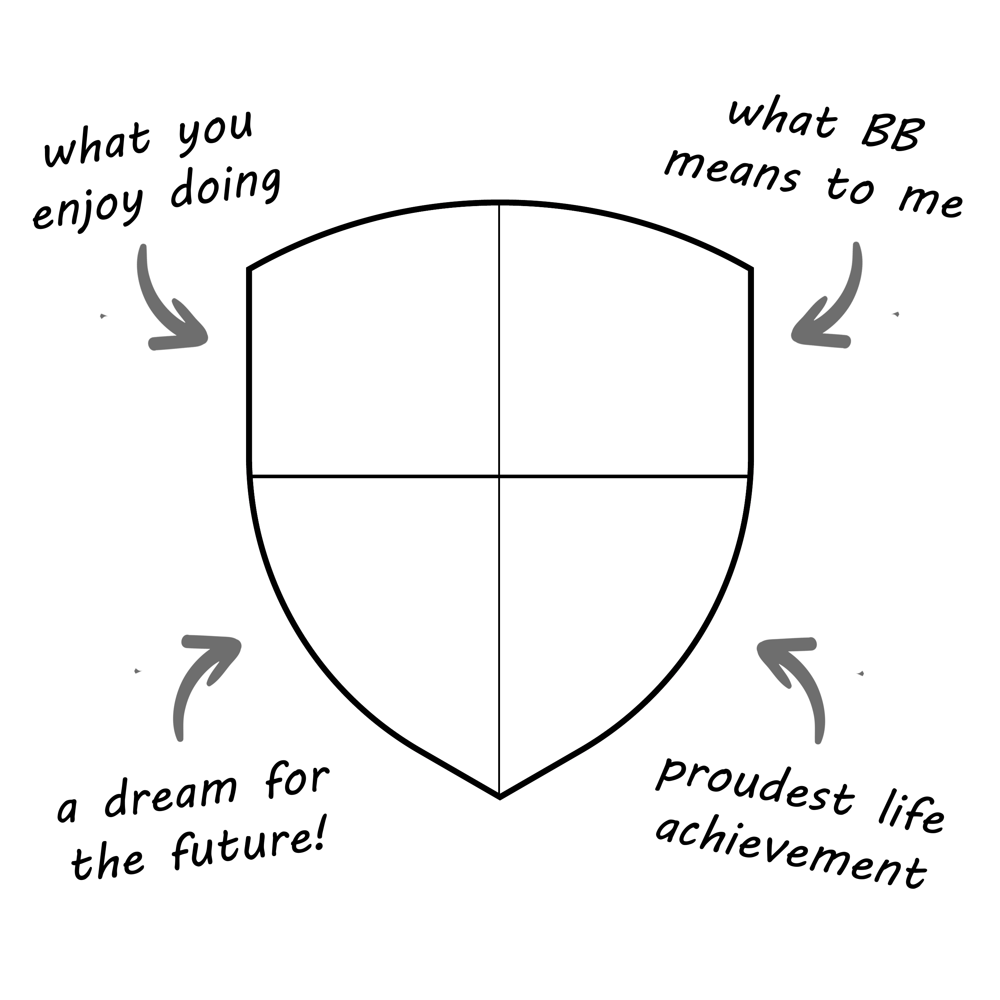 what you
enjoy doing
what BB
means to me
a dream for
the future!
proudest life
achievement